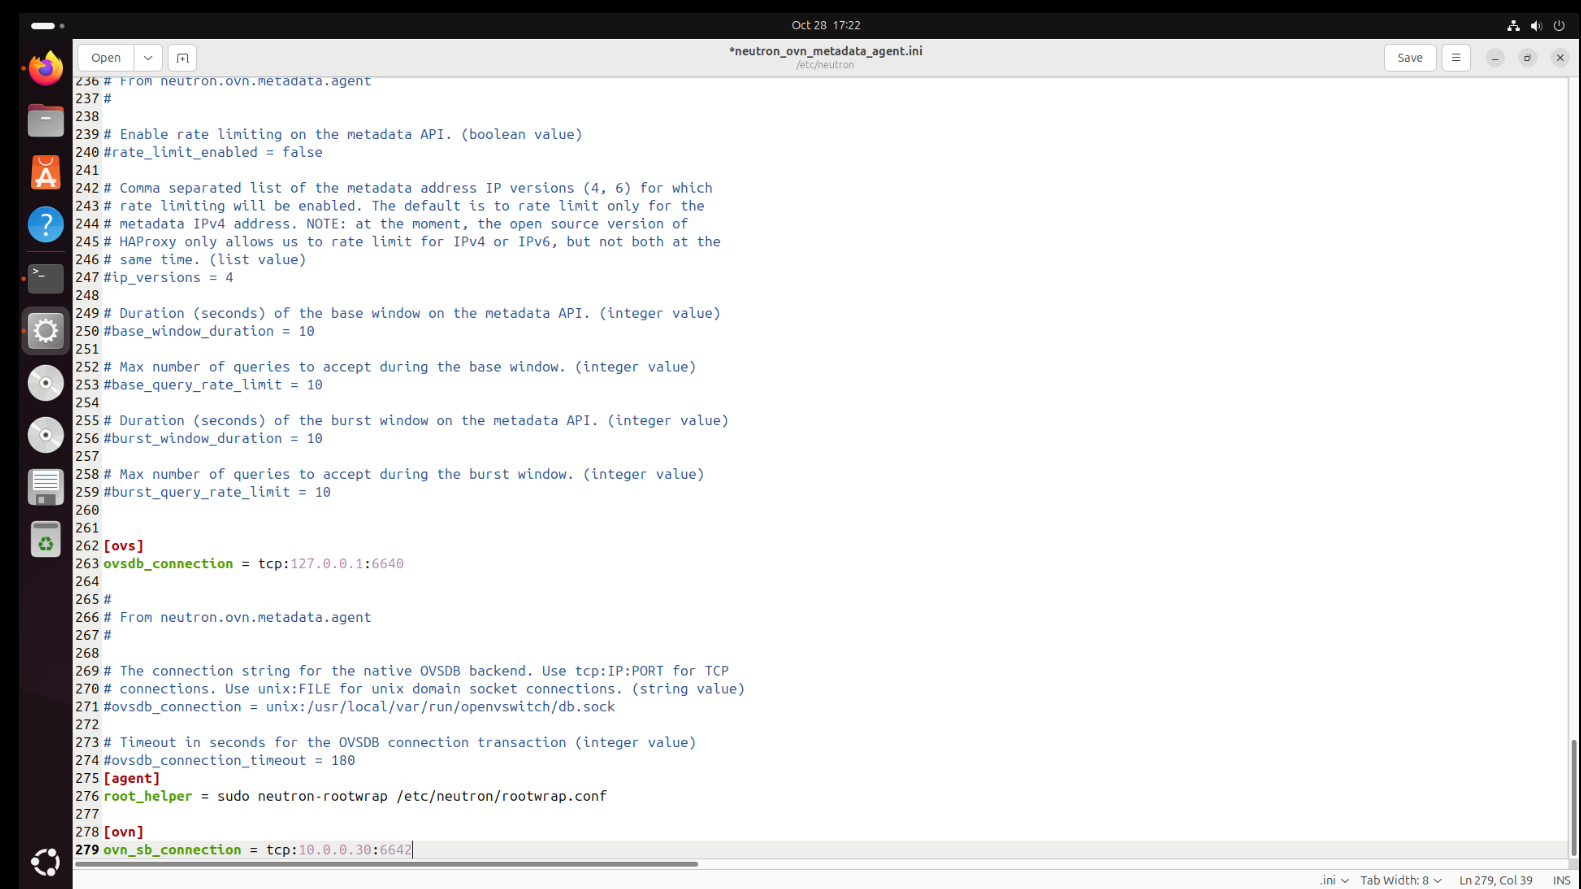 Oct 28 17:22
Open
*neutron_ovn_metadata_agent.ini
/etc/neutron
Save
236 # From neutron.ovn.metadata.agent
237 #
238
239 # Enable rate limiting on the metadata API. (boolean value)
240 #rate_limit_enabled = false
241
242 # Comma separated list of the metadata address IP versions (4, 6) for which
243 # rate limiting will be enabled. The default is to rate limit only for the
244 # metadata IPv4 address. NOTE: at the moment, the open source version of
245 # HAProxy only allows us to rate limit for IPv4 or IPv6, but not both at the
246 # same time. (list value)
247 #ip_versions = 4
248
249 # Duration (seconds) of the base window on the metadata API. (integer value)
250 #base_window_duration = 10
251
252 # Max number of queries to accept during the base window. (integer value)
253 #base_query_rate_limit = 10
254
255 # Duration (seconds) of the burst window on the metadata API. (integer value)
256 #burst_window_duration = 10
257
258 # Max number of queries to accept during the burst window. (integer value)
259 #burst_query_rate_limit = 10
260
261
262 [ovs]
263 ovsdb_connection = tcp:127.0.0.1:6640
264
265 #
266 # From neutron.ovn.metadata.agent
267 #
268
269 # The connection string for the native OVSDB backend. Use tcp:IP:PORT for TCP
270 # connections. Use unix:FILE for unix domain socket connections. (string value)
271 #ovsdb_connection = unix:/usr/local/var/run/openvswitch/db.sock
272
273 # Timeout in seconds for the OVSDB connection transaction (integer value)
274 #ovsdb_connection_timeout = 180
275 [agent]
276 root_helper = sudo neutron-rootwrap /etc/neutron/rootwrap.conf
277
278 [ovn]
279 ovn_sb_connection = tcp:10.0.0.30:6642
.ini Tab Width: 8 Ln 279, Col 39 INS